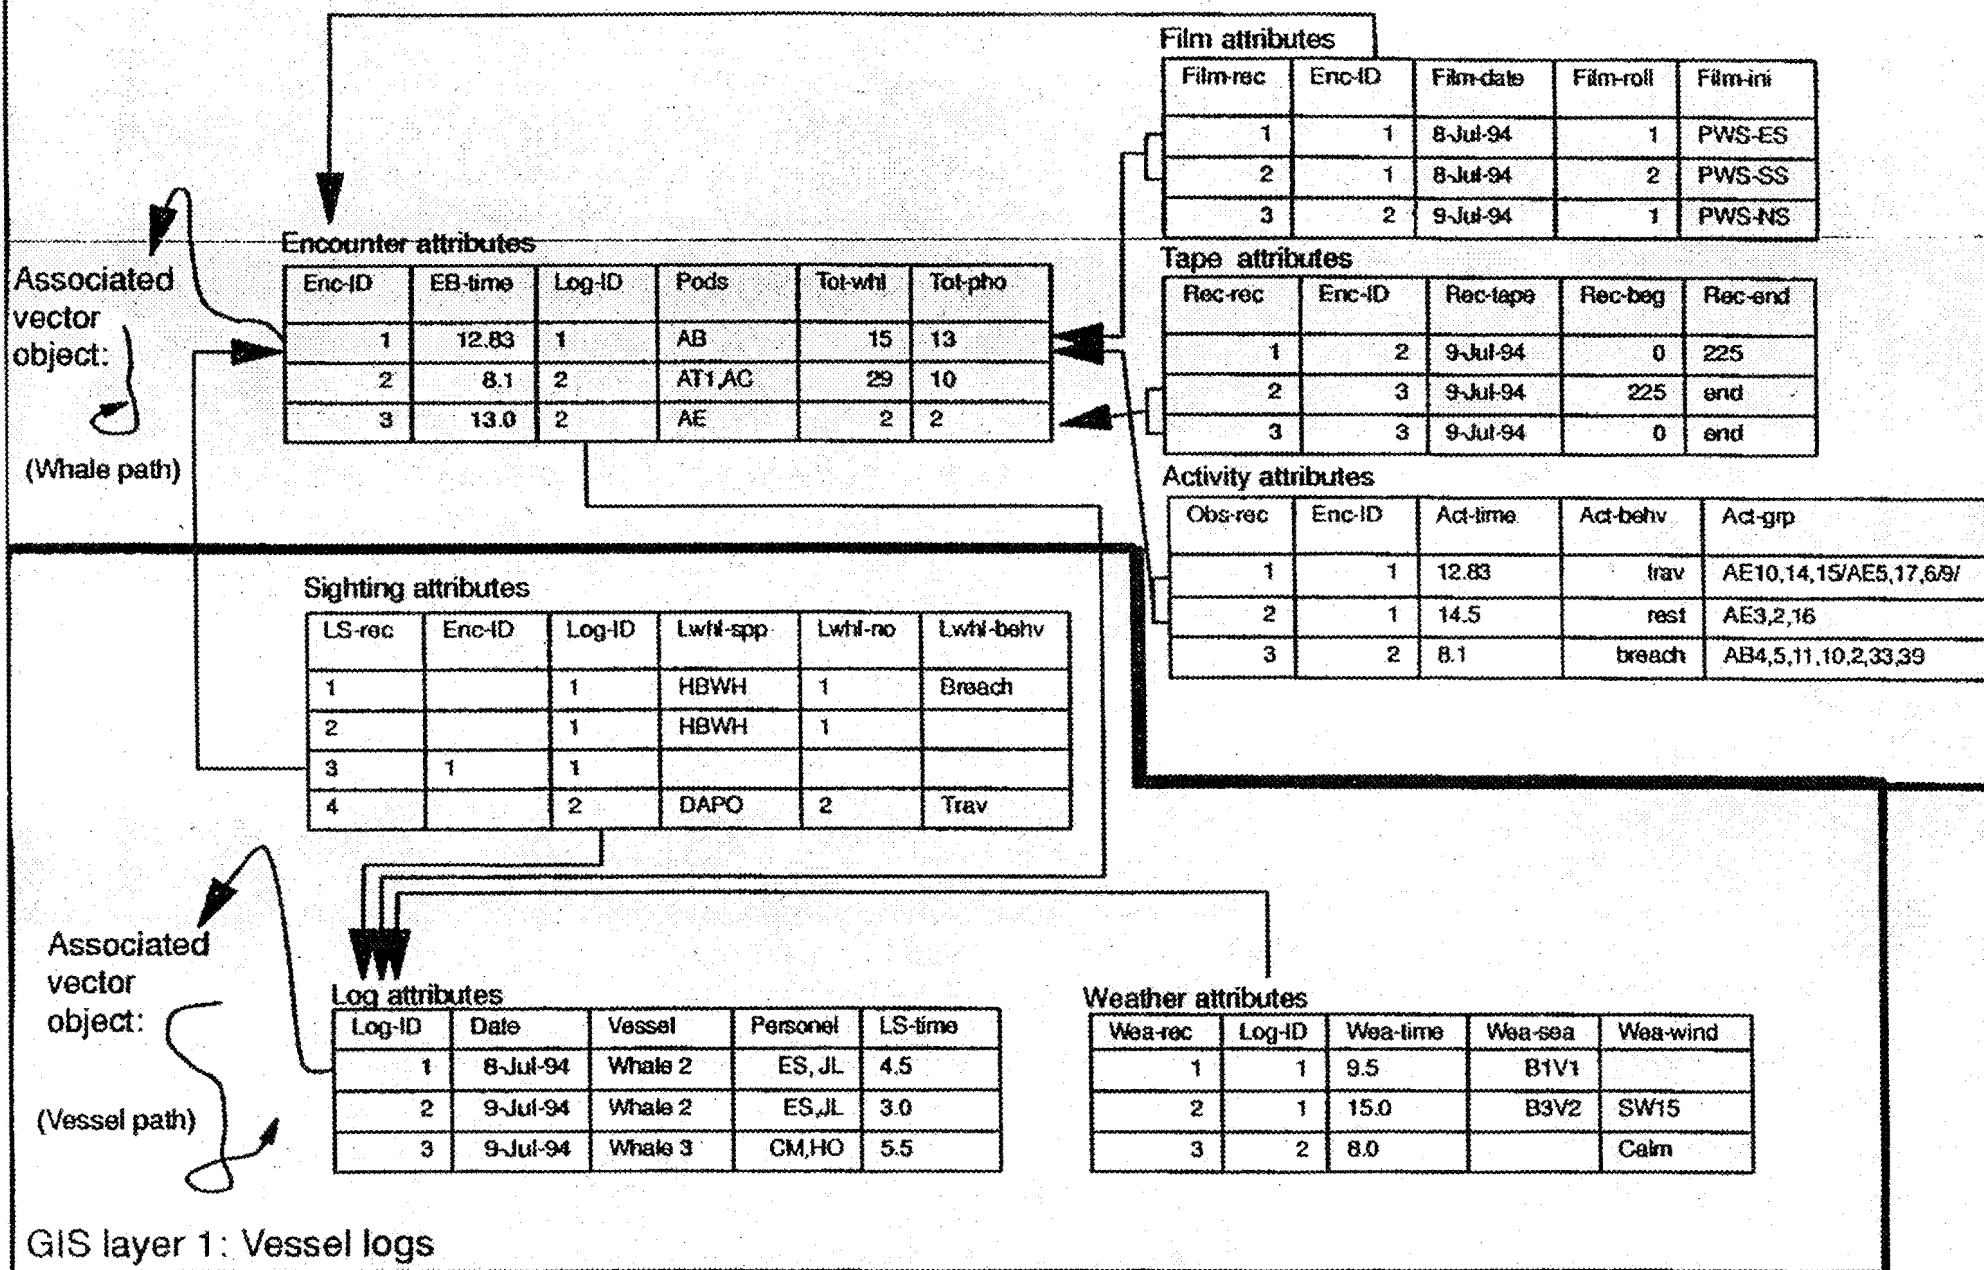 Film attributes
Film-rec Enc-ID Film-date Film-roll Film-ini
1 1 8-Jul-94 1 PWS-ES
2 1 8-Jul-94 2 PWS-SS
3 2 9-Jul-94 1 PWS-NS
Encounter attributes
Enc-ID EB-time Log-ID Pods Tot-whl Tot-pho
1 12.83 1 AB 15 13
2 8.1 2 AT1,AC 29 10
3 13.0 2 AE 2 2
Associated
vector
object:
(Whale path)
Tape attributes
Rec-rec Enc-ID Rec-tape Rec-beg Rec-end
1 2 9-Jul-94 0 225
2 3 9-Jul-94 225 end
3 3 9-Jul-94 0 end
Activity attributes
Obs-rec Enc-ID Act-time Act-behv Act-grp
1 1 12.83 trav AE10,14,15/AE5,17,6/9/
2 1 14.5 rest AE3,2,16
3 2 8.1 breach AB4,5,11,10,2,33,39
Sighting attributes
LS-rec Enc-ID Log-ID Lwhl-spp Lwhl-no Lwhl-behv
1 1 HBWH 1 Breach
2 1 HBWH 1
3 1 1
4 2 DAPO 2 Trav
Associated
vector
object:
(Vessel path)
Log attributes
Log-ID Date Vessel Personel LS-time
1 8-Jul-94 Whale 2 ES, JL 4.5
2 9-Jul-94 Whale 2 ES,JL 3.0
3 9-Jul-94 Whale 3 CM,HO 5.5
Weather attributes
Wea-rec Log-ID Wea-time Wea-sea Wea-wind
1 1 9.5 B1V1
2 1 15.0 B3V2 SW15
3 2 8.0 Calm
GIS layer 1: Vessel logs